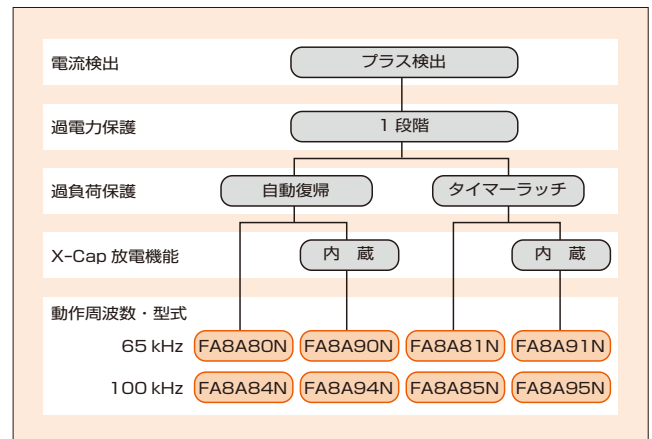 電流検出 プラス検出
過電力保護 1 段階
過負荷保護 自動復帰 タイマーラッチ
X-Cap 放電機能 内 蔵 内 蔵
動作周波数・型式
65 kHz FA8A80N FA8A90N FA8A81N FA8A91N
100 kHz FA8A84N FA8A94N FA8A85N FA8A95N